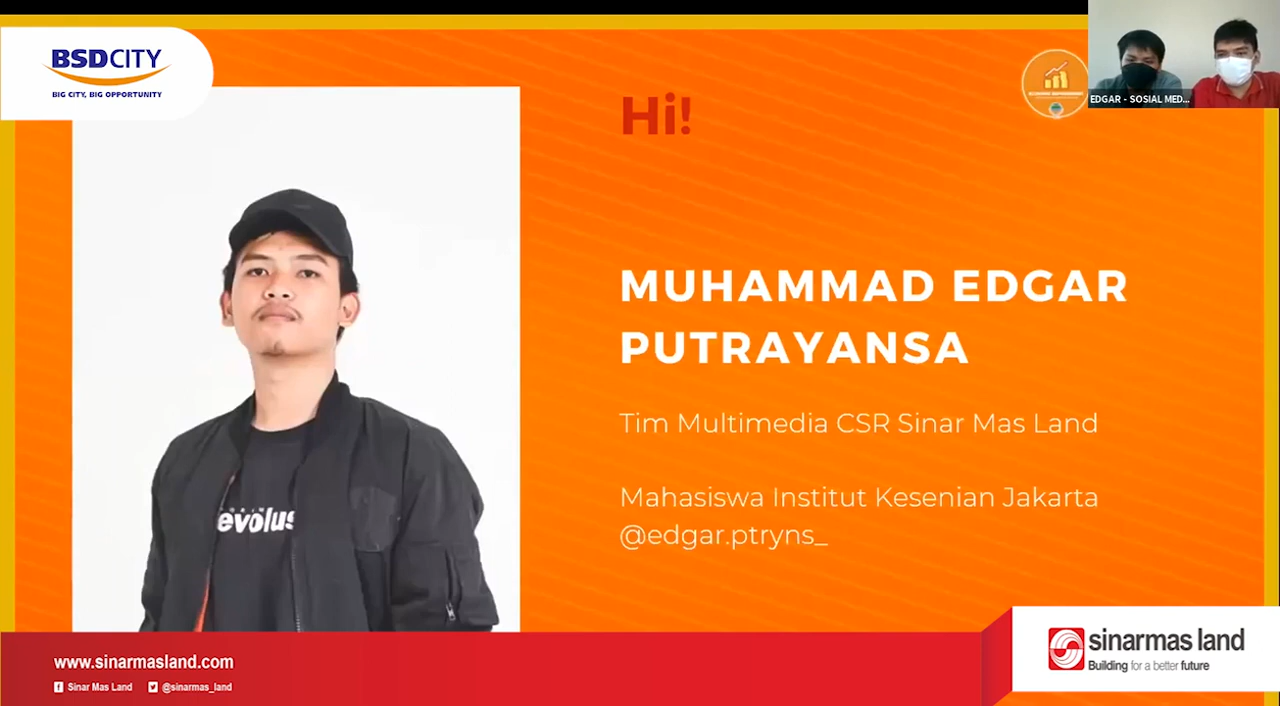 BSDCITY
BIG CITY, BIG OPPORTUNITY
Hi!
EDGAR - SOSIAL MED...
MUHAMMAD EDGAR
PUTRAYANSA
Tim Multimedia CSR Sinar Mas Land
Mahasiswa Institut Kesenian Jakarta
@edgar.ptryns_
evolus
www.sinarmasland.com
Sinar Mas Land @sinarmas_land
sinarmas land
Building for a better future